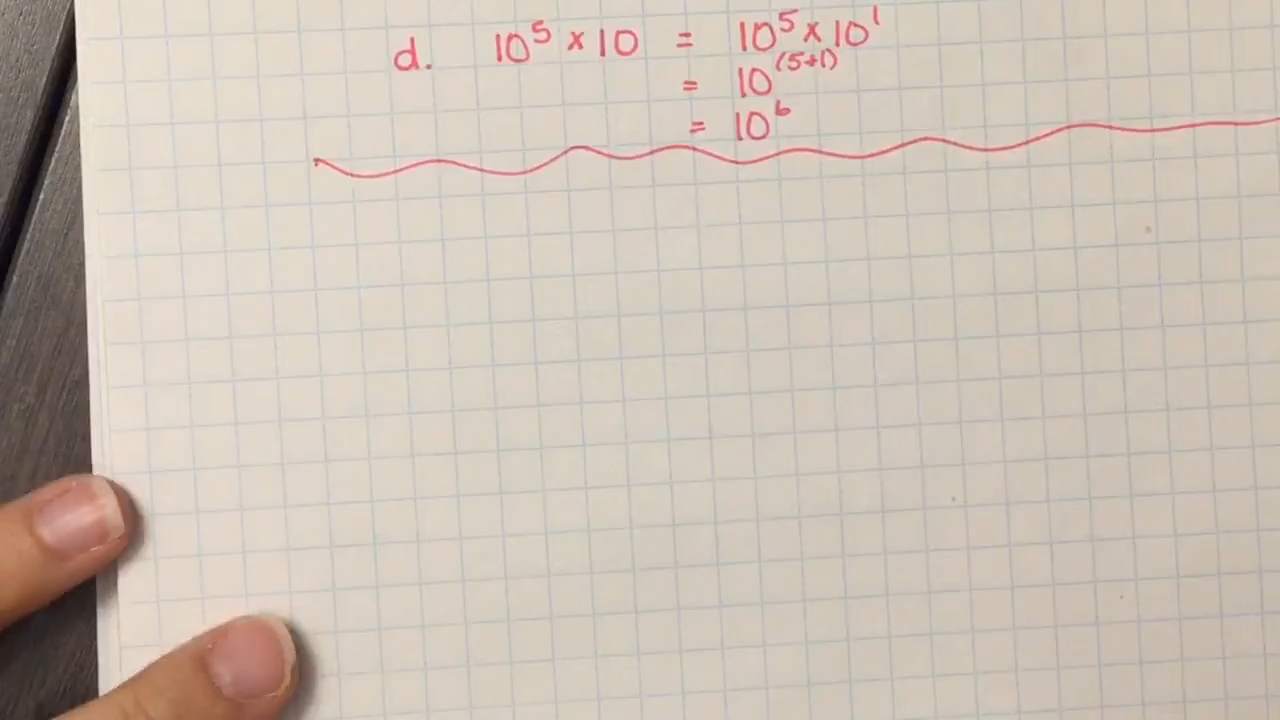 d. 10⁵ × 10 = 10⁵ × 10¹
= 10⁽⁵⁺¹⁾
= 10⁶